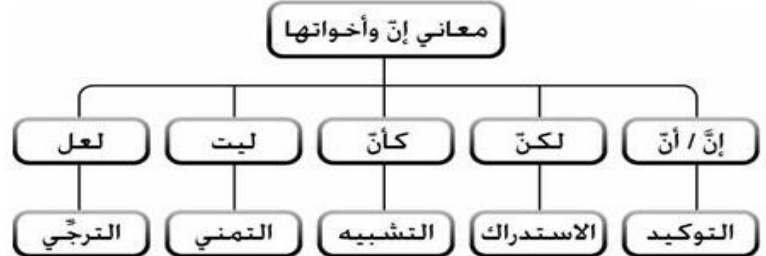 معاني إنّ وأخواتها
إنَّ / أنّ
لكنّ
كأنّ
ليت
لعل
التوكيد
الاستدراك
التشبيه
التمني
الترجّي